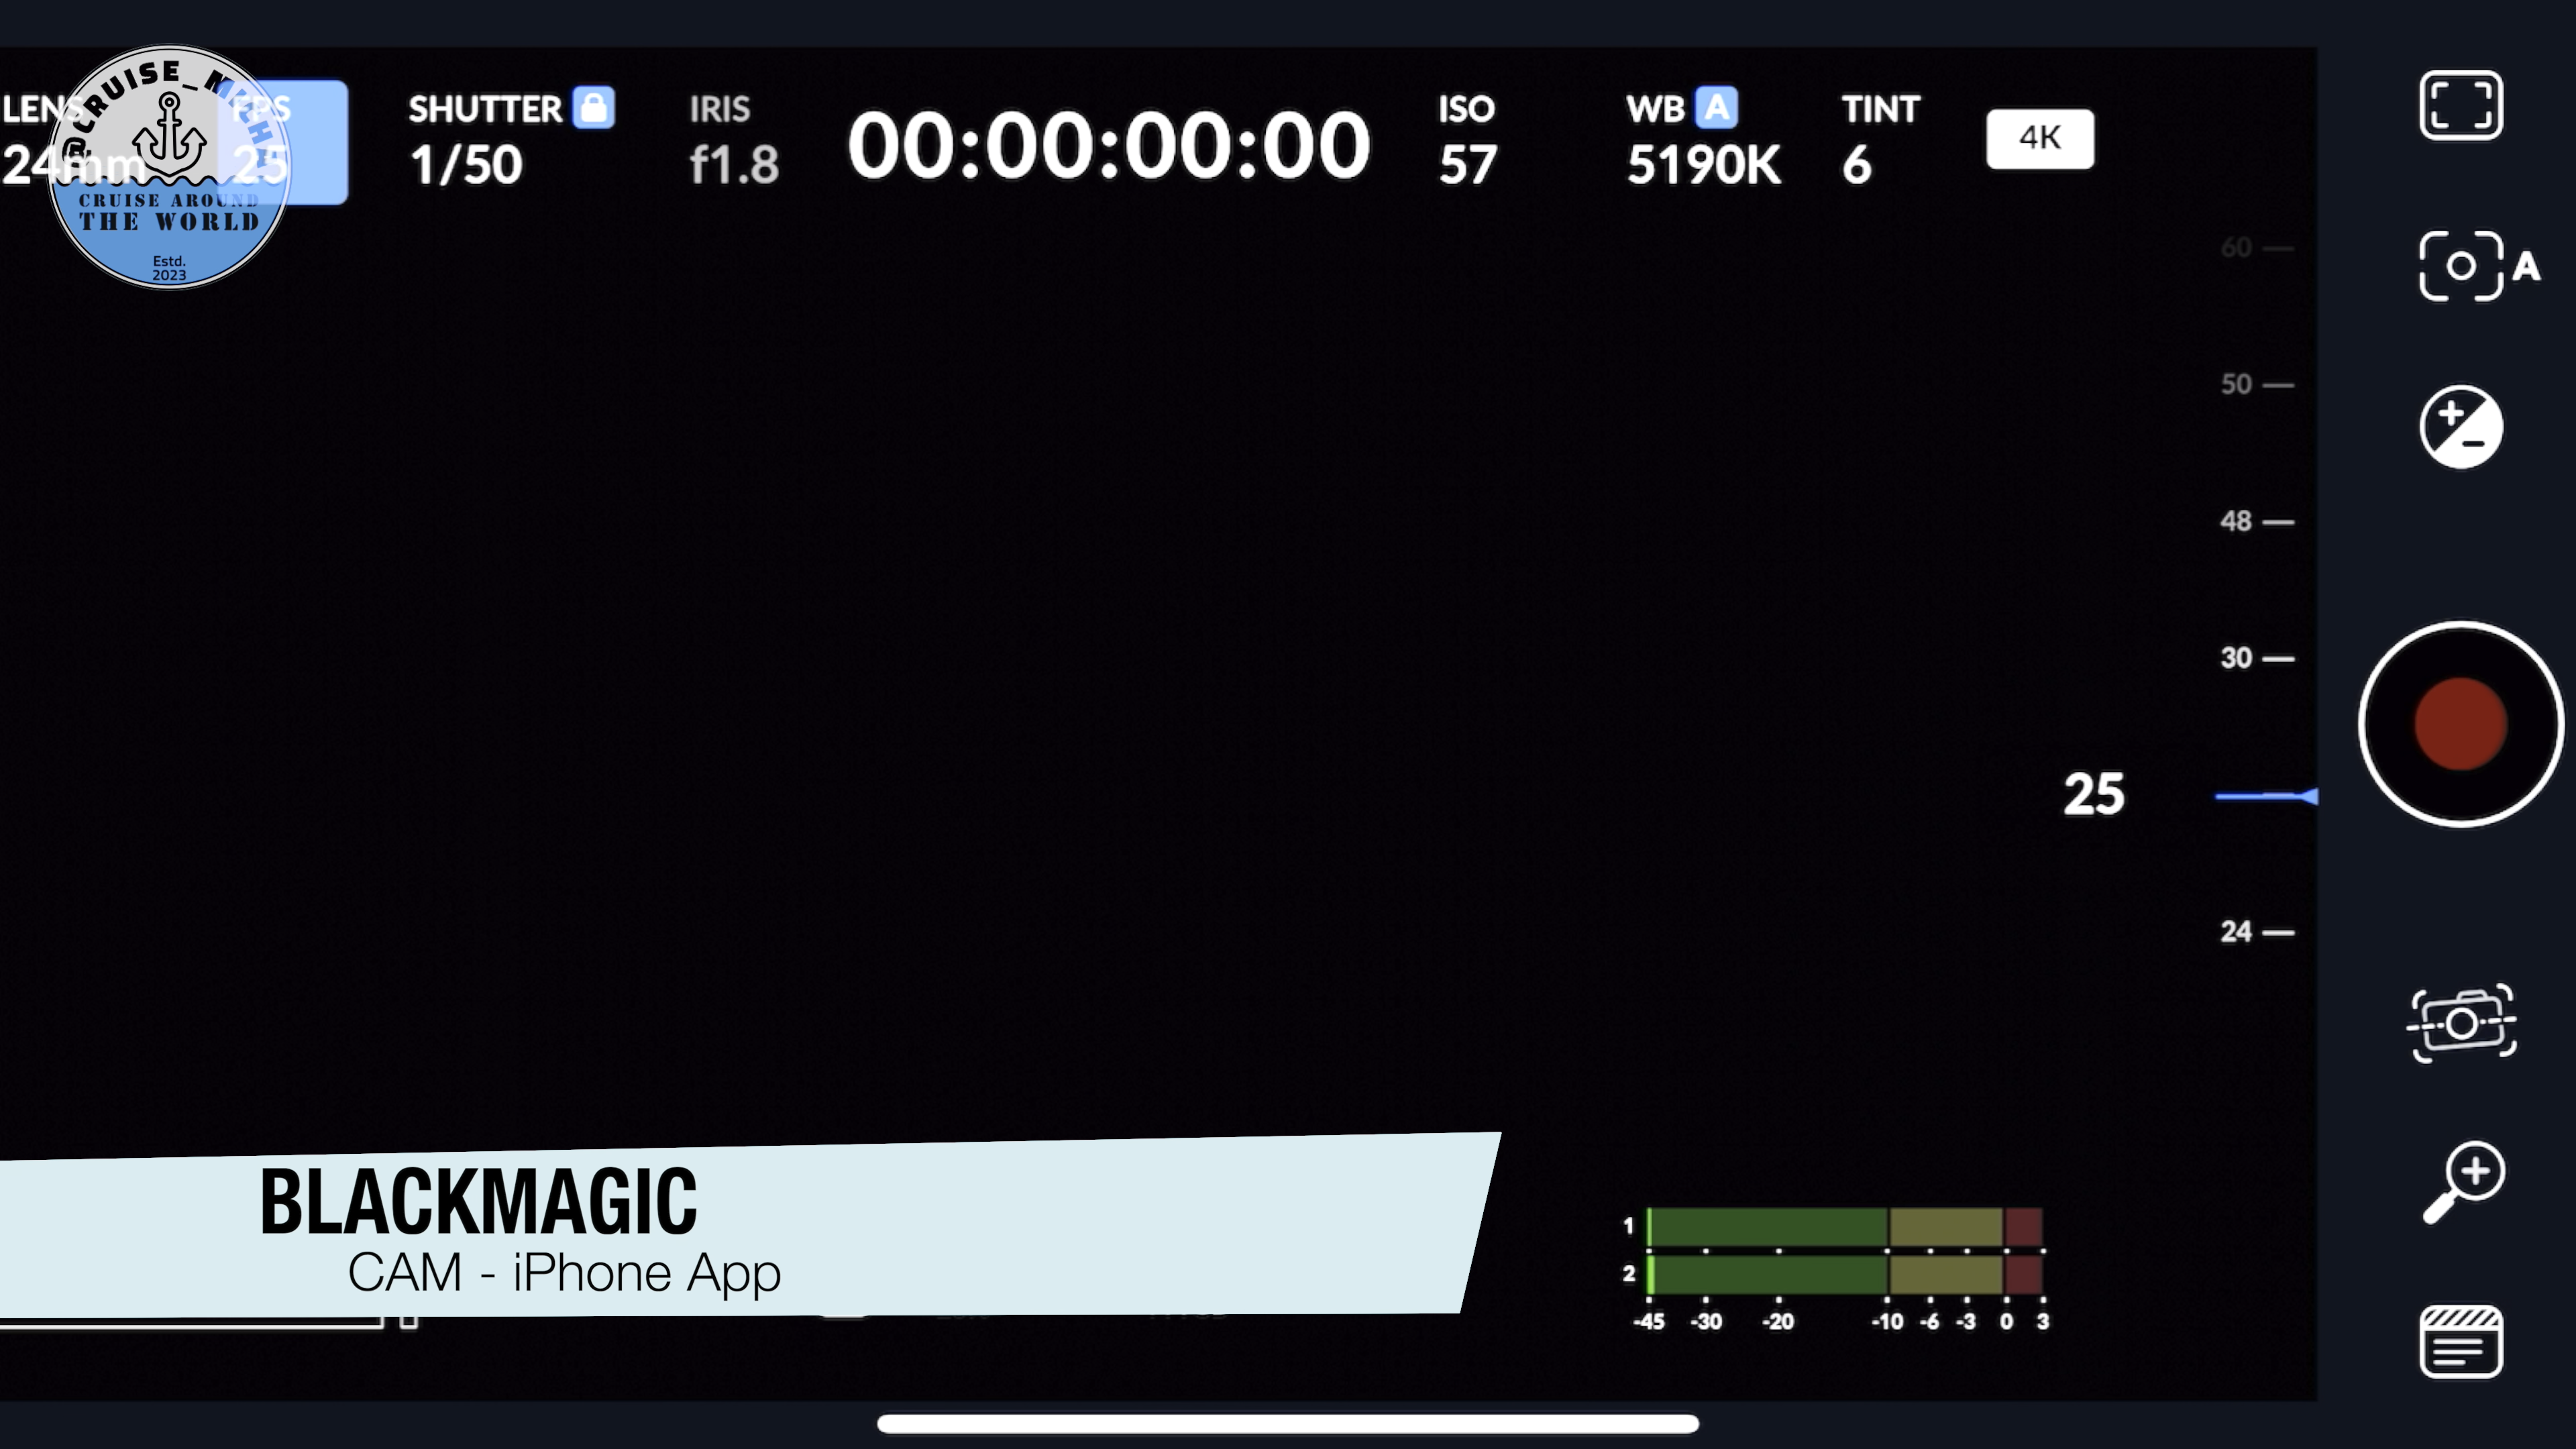 LENS
24mm
FPS
25
SHUTTER
1/50
IRIS
f1.8
00:00:00:00
ISO
57
WB A
5190K
TINT
6
4K
CRUISE AROUND
THE WORLD
Estd.
2023
60
50
A
48
30
25
24
BLACKMAGIC
CAM - iPhone App
1
2
-45 -30 -20 -10 -6 -3 0 3